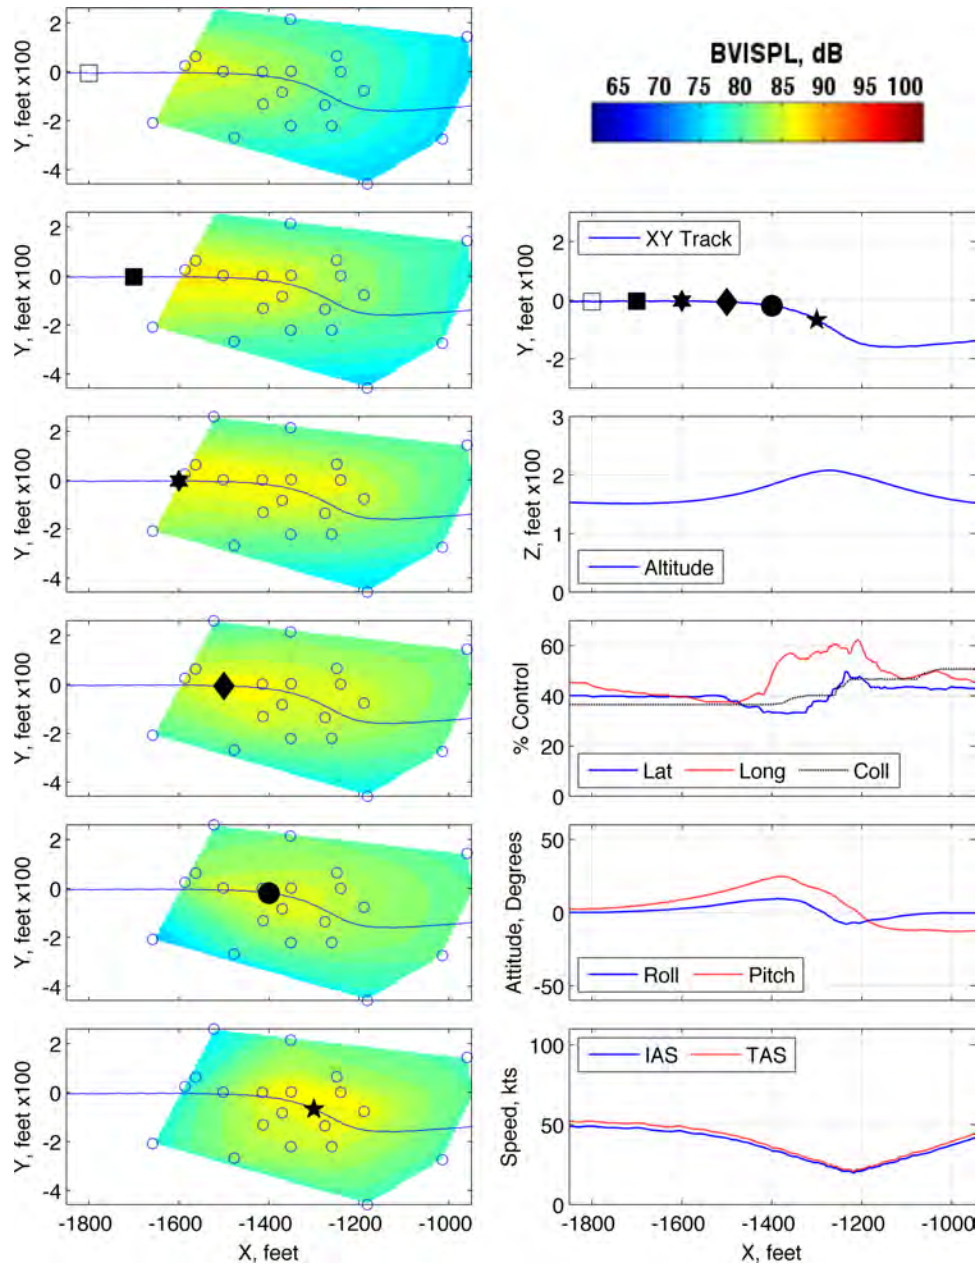 BVISPL, dB
65 70 75 80 85 90 95 100
Y, feet x100
2
0
-2
-4
Y, feet x100
2
0
-2
-4
XY Track
Y, feet x100
2
0
-2
Y, feet x100
2
0
-2
-4
Z, feet x100
3
2
1
0
Altitude
Y, feet x100
2
0
-2
-4
% Control
60
40
20
0
Lat Long Coll
Y, feet x100
2
0
-2
-4
Attitude, Degrees
50
0
-50
Roll Pitch
Y, feet x100
2
0
-2
-4
-1800 -1600 -1400 -1200 -1000
X, feet
Speed, kts
100
50
0
IAS TAS
-1800 -1600 -1400 -1200 -1000
X, feet